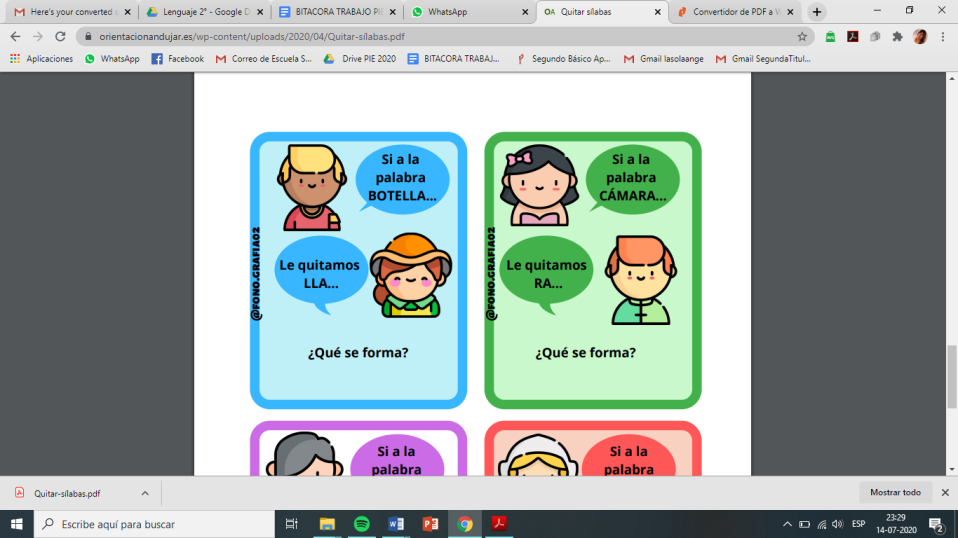 Here's your converted
Lenguaje 2° - Google D
BITACORA TRABAJO PIE
WhatsApp
Quitar sílabas
Convertidor de PDF a W
orientacionandujar.es/wp-content/uploads/2020/04/Quitar-sílabas.pdf
Aplicaciones
WhatsApp
Facebook
Correo de Escuela S...
Drive PIE 2020
BITACORA TRABAJ...
Segundo Básico Ap...
Gmail lasolaange
Gmail SegundaTitul...
Si a la
palabra
BOTELLA...
Le quitamos
LLA...
¿Qué se forma?
@FONO.GRAFIA02
Si a la
palabra
CÁMARA...
Le quitamos
RA...
¿Qué se forma?
@FONO.GRAFIA02
Si a la
palabra
Si a la
palabra
Quitar-sílabas.pdf
Mostrar todo
Escribe aquí para buscar
ESP
23:29
14-07-2020
2